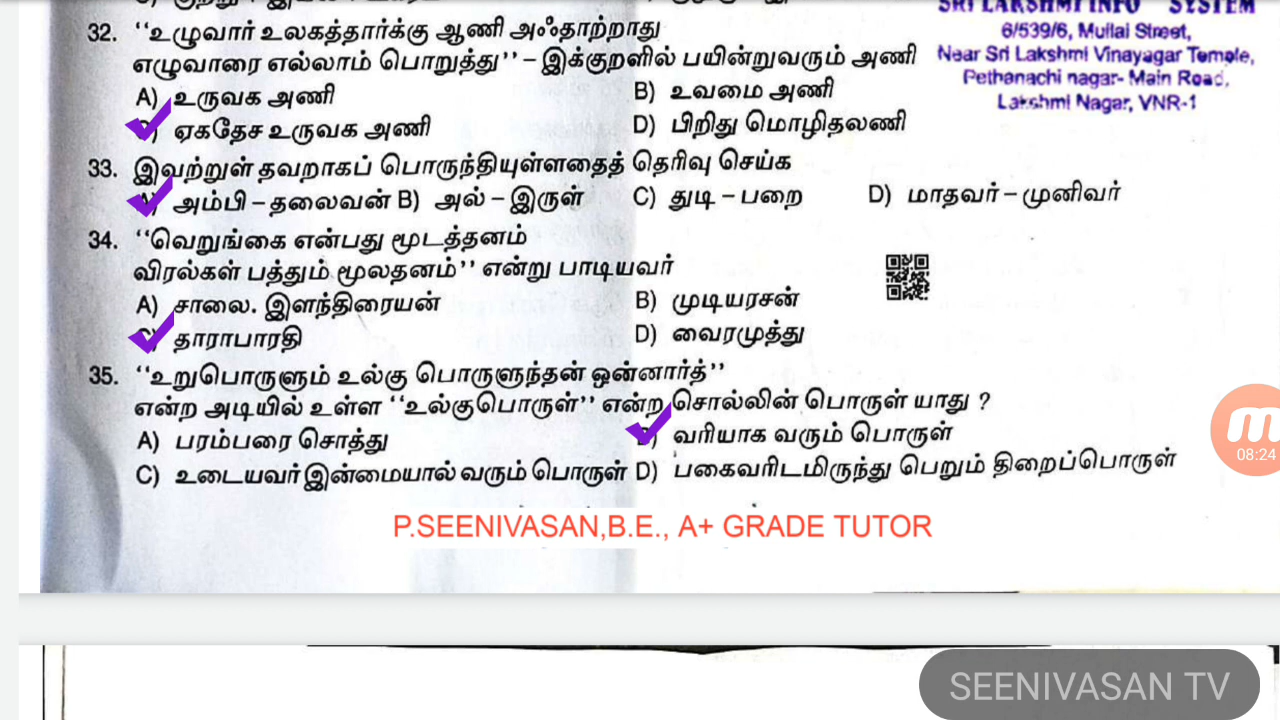 SRI LAKSHMI INFO SYSTEM
6/539/6, Mullai Street,
Near Sri Lakshmi Vinayagar Temple,
Pethanachi nagar- Main Road,
Lakshmi Nagar, VNR-1
32. “உழுவார் உலகத்தார்க்கு ஆணி அஃதாற்றாது
எழுவாரை எல்லாம் பொறுத்து” – இக்குறளில் பயின்றுவரும் அணி
A) உருவக அணி B) உவமை அணி
ஏகதேச உருவக அணி D) பிறிது மொழிதலணி
33. இவற்றுள் தவறாகப் பொருந்தியுள்ளதைத் தெரிவு செய்க
அம்பி – தலைவன் B) அல் – இருள் C) துடி – பறை D) மாதவர் – முனிவர்
34. “வெறுங்கை என்பது மூடத்தனம்
விரல்கள் பத்தும் மூலதனம்” என்று பாடியவர்
A) சாலை. இளந்திரையன் B) முடியரசன்
தாராபாரதி D) வைரமுத்து
35. “உறுபொருளும் உல்கு பொருளுந்தன் ஒன்னார்த்”
என்ற அடியில் உள்ள “உல்குபொருள்” என்ற சொல்லின் பொருள் யாது ?
A) பரம்பரை சொத்து வரியாக வரும் பொருள்
C) உடையவர் இன்மையால் வரும் பொருள் D) பகைவரிடமிருந்து பெறும் திறைப்பொருள்
08:24
P.SEENIVASAN,B.E., A+ GRADE TUTOR
SEENIVASAN TV